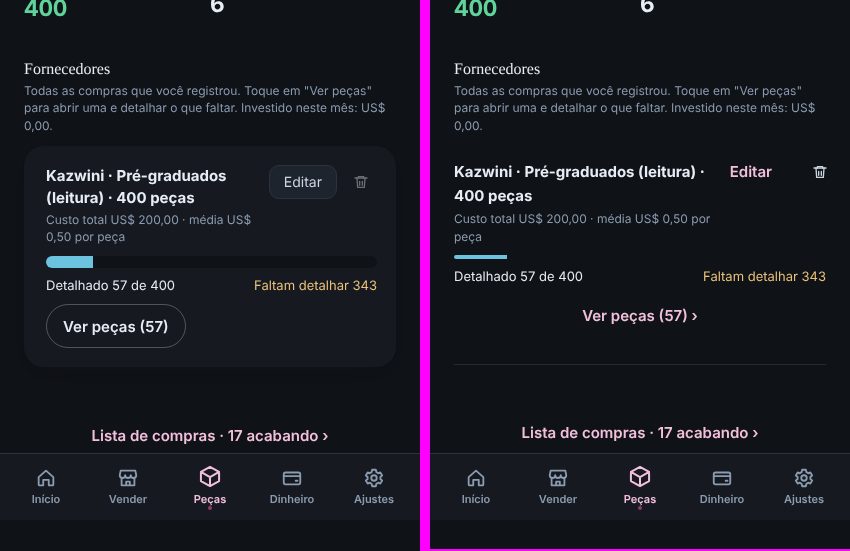 400
6
Fornecedores
Todas as compras que você registrou. Toque em "Ver peças"
para abrir uma e detalhar o que faltar. Investido neste mês: US$
0,00.
Kazwini · Pré-graduados
(leitura) · 400 peças
Editar
Custo total US$ 200,00 · média US$
0,50 por peça
Detalhado 57 de 400
Faltam detalhar 343
Ver peças (57)
Lista de compras · 17 acabando ›
Início
Vender
Peças
Dinheiro
Ajustes
400
6
Fornecedores
Todas as compras que você registrou. Toque em "Ver peças"
para abrir uma e detalhar o que faltar. Investido neste mês: US$
0,00.
Kazwini · Pré-graduados (leitura) ·
400 peças
Editar
Custo total US$ 200,00 · média US$ 0,50 por
peça
Detalhado 57 de 400
Faltam detalhar 343
Ver peças (57) ›
Lista de compras · 17 acabando ›
Início
Vender
Peças
Dinheiro
Ajustes